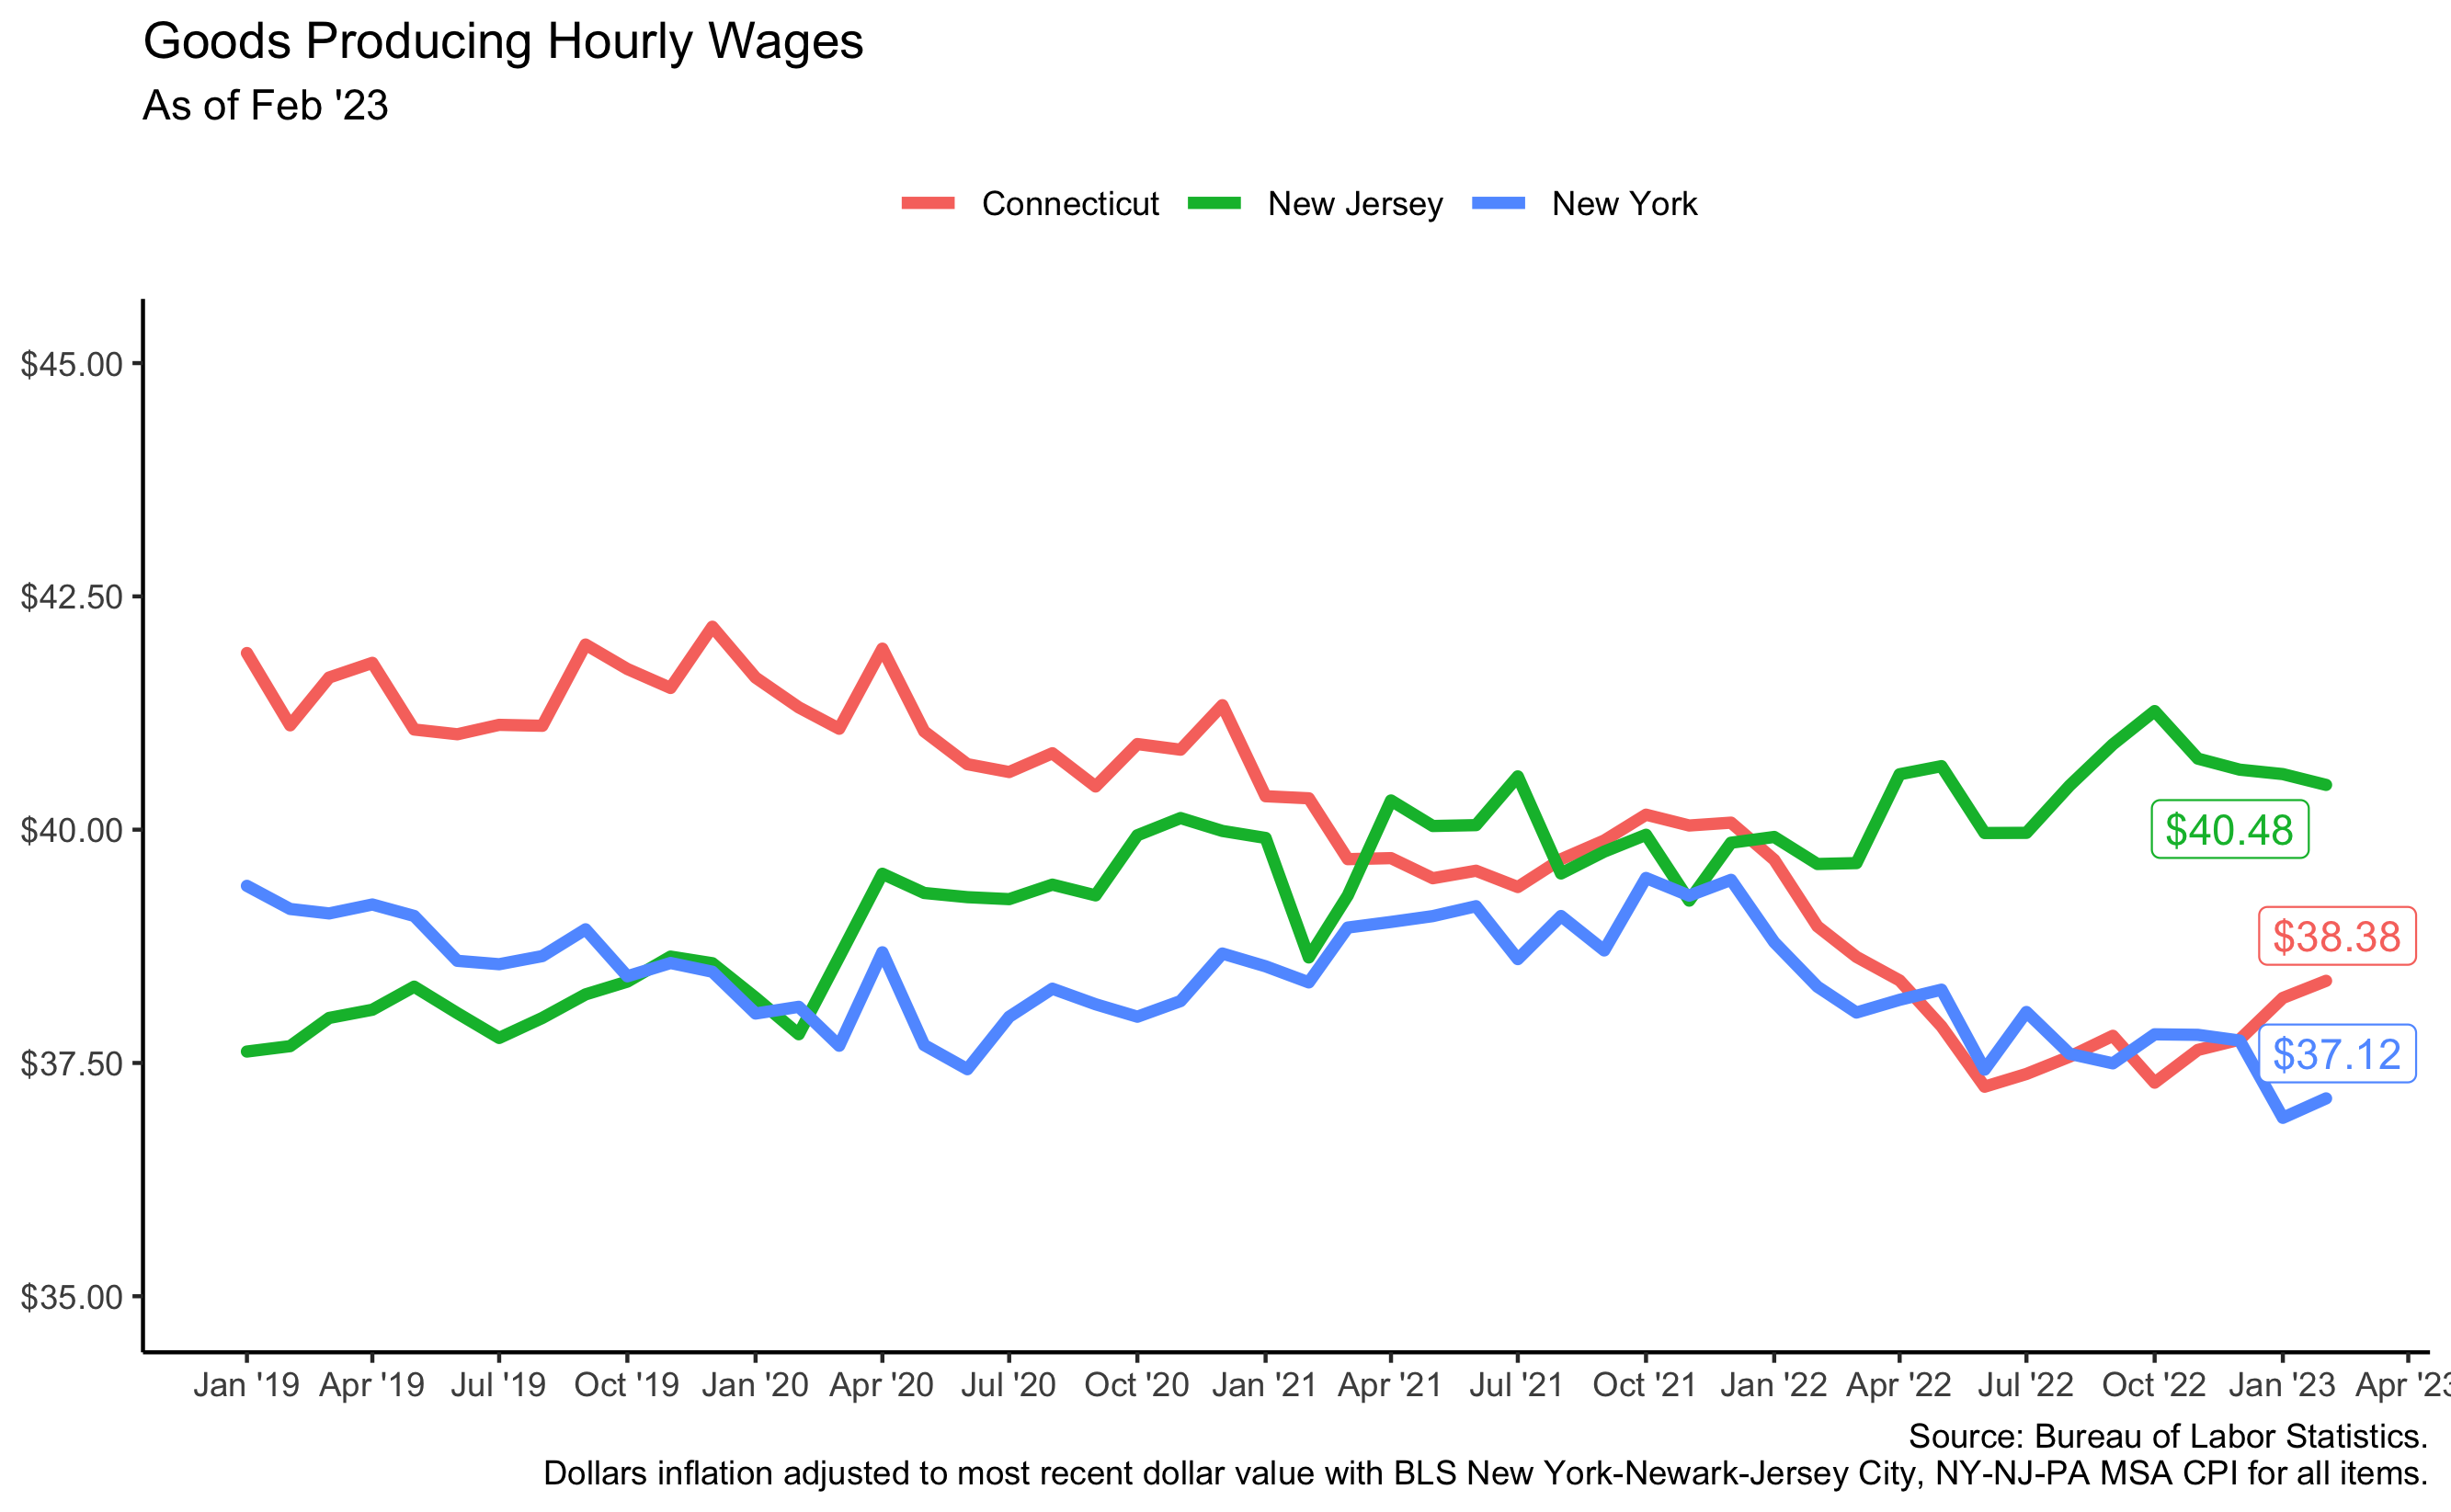 Goods Producing Hourly Wages
As of Feb '23
Connecticut New Jersey New York
$45.00
$42.50
$40.00
$37.50
$35.00
$40.48
$38.38
$37.12
Jan '19 Apr '19 Jul '19 Oct '19 Jan '20 Apr '20 Jul '20 Oct '20 Jan '21 Apr '21 Jul '21 Oct '21 Jan '22 Apr '22 Jul '22 Oct '22 Jan '23 Apr '23
Source: Bureau of Labor Statistics.
Dollars inflation adjusted to most recent dollar value with BLS New York-Newark-Jersey City, NY-NJ-PA MSA CPI for all items.